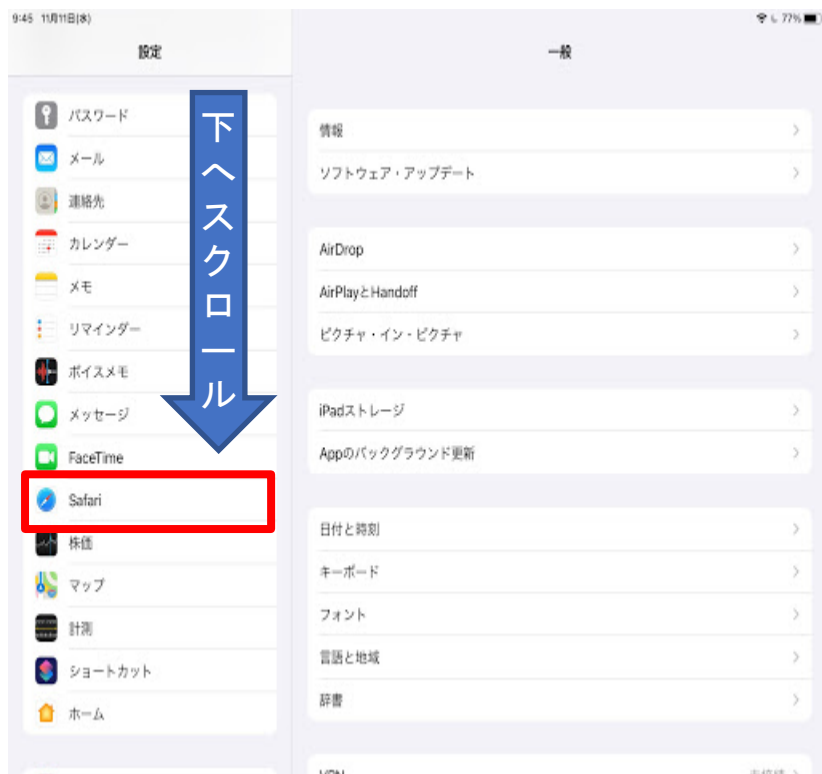 9:45 11月11日(水)
77%
設定
一般
パスワード
メール
連絡先
カレンダー
メモ
リマインダー
ボイスメモ
メッセージ
FaceTime
Safari
株価
マップ
計測
ショートカット
ホーム
下へスクロール
情報
ソフトウェア・アップデート
AirDrop
AirPlayとHandoff
ピクチャ・イン・ピクチャ
iPadストレージ
Appのバックグラウンド更新
日付と時刻
キーボード
フォント
言語と地域
辞書
VPN